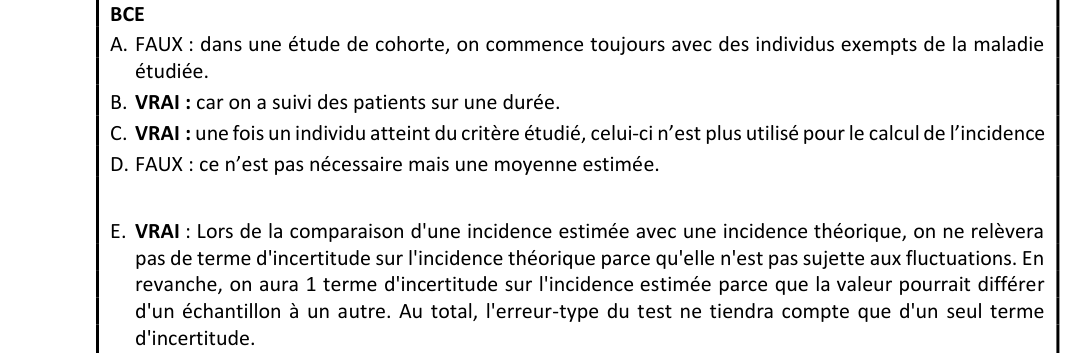 BCE
A. FAUX : dans une étude de cohorte, on commence toujours avec des individus exempts de la maladie
étudiée.
B. VRAI : car on a suivi des patients sur une durée.
C. VRAI : une fois un individu atteint du critère étudié, celui-ci n’est plus utilisé pour le calcul de l’incidence
D. FAUX : ce n’est pas nécessaire mais une moyenne estimée.
E. VRAI : Lors de la comparaison d'une incidence estimée avec une incidence théorique, on ne relèvera
pas de terme d'incertitude sur l'incidence théorique parce qu'elle n'est pas sujette aux fluctuations. En
revanche, on aura 1 terme d'incertitude sur l'incidence estimée parce que la valeur pourrait différer
d'un échantillon à un autre. Au total, l'erreur-type du test ne tiendra compte que d'un seul terme
d'incertitude.